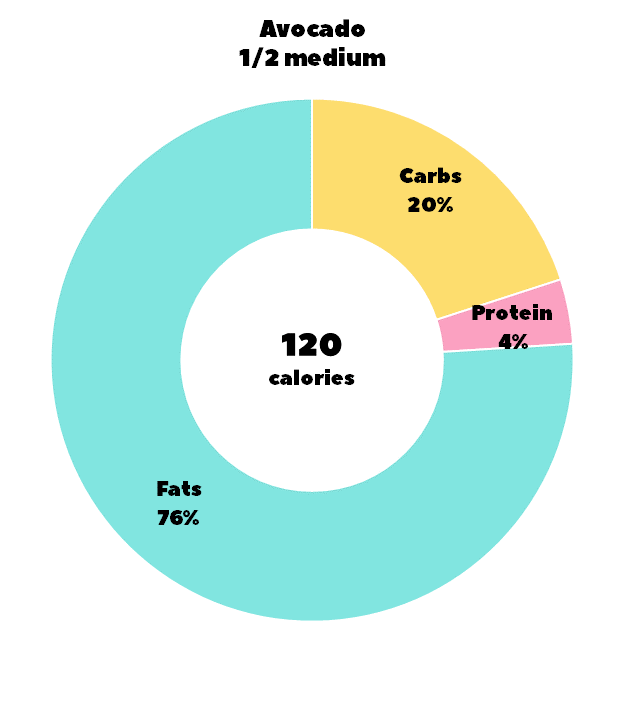 Avocado
1/2 medium
Carbs
20%
Protein
4%
120
calories
Fats
76%